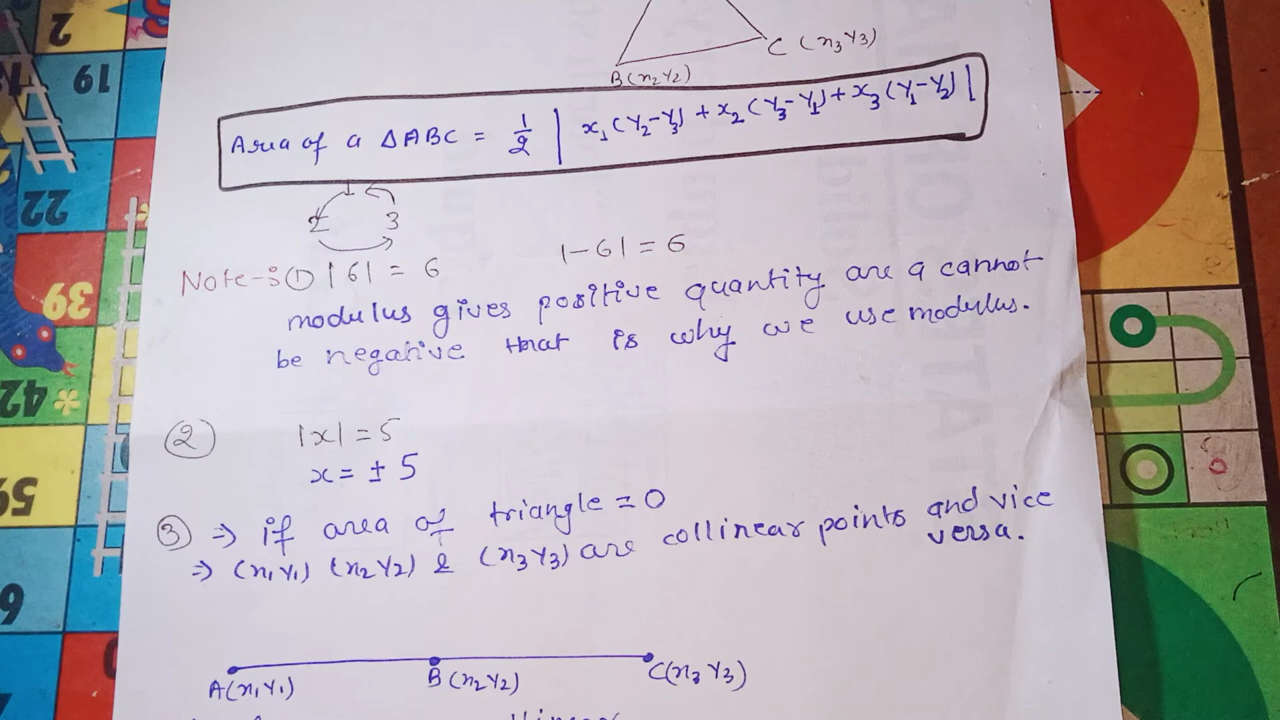 C (x3 Y3)
B (x2 Y2)
Area of a ΔABC = 1/2 | x1 (Y2-Y3) + x2 (Y3-Y1) + x3 (Y1-Y2) |
1
2 3
Note-: ① |6| = 6 |-6| = 6
modulus gives positive quantity are a cannot
be negative that is why we use modulus.
② |x| = 5
x = ± 5
③ ⇒ if area of triangle = 0
⇒ (x1 Y1) (x2 Y2) & (x3 Y3) are collinear points and vice
versa.
A (x1 Y1) B (x2 Y2) C (x3 Y3)
2
19
22
39
42
59
6